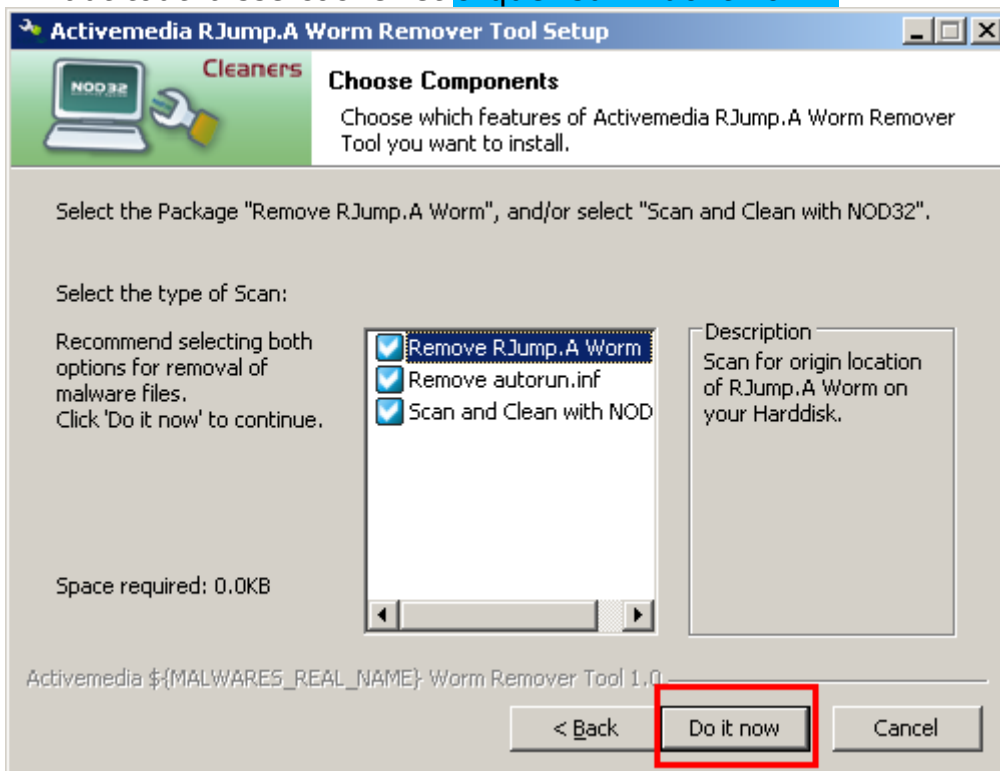 Activemedia RJump.A Worm Remover Tool Setup
NOD32
Cleaners
Choose Components
Choose which features of Activemedia RJump.A Worm Remover
Tool you want to install.
Select the Package "Remove RJump.A Worm", and/or select "Scan and Clean with NOD32".
Select the type of Scan:
Recommend selecting both
options for removal of
malware files.
Click 'Do it now' to continue.
Remove RJump.A Worm
Remove autorun.inf
Scan and Clean with NOD
Description
Scan for origin location
of RJump.A Worm on
your Harddisk.
Space required: 0.0KB
Activemedia ${MALWARES_REAL_NAME} Worm Remover Tool 1.0
< Back
Do it now
Cancel